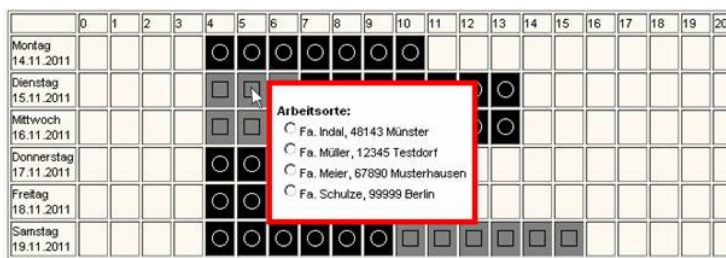 0 1 2 3 4 5 6 7 8 9 10 11 12 13 14 15 16 17 18 19 20
Montag
14.11.2011
Dienstag
15.11.2011
Mittwoch
16.11.2011
Donnerstag
17.11.2011
Freitag
18.11.2011
Samstag
19.11.2011
Arbeitsorte:
Fa. Indal, 48143 Münster
Fa. Müller, 12345 Testdorf
Fa. Meier, 67890 Musterhausen
Fa. Schulze, 99999 Berlin